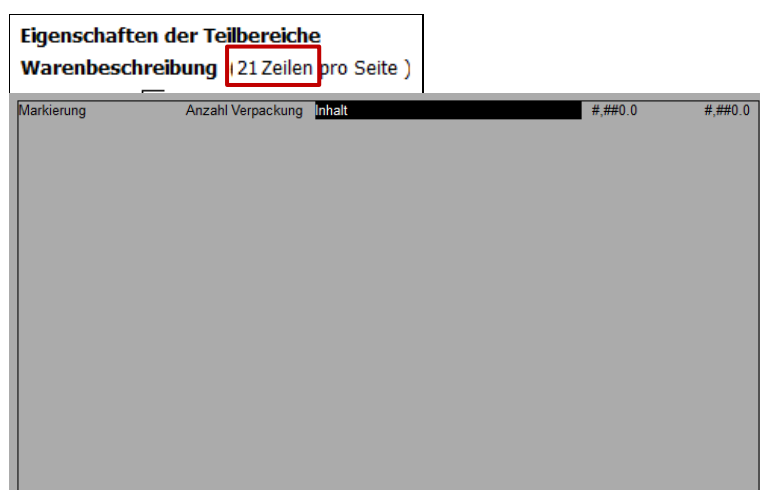 Eigenschaften der Teilbereiche
Warenbeschreibung (21 Zeilen pro Seite )
Markierung Anzahl Verpackung Inhalt #,##0.0 #,##0.0